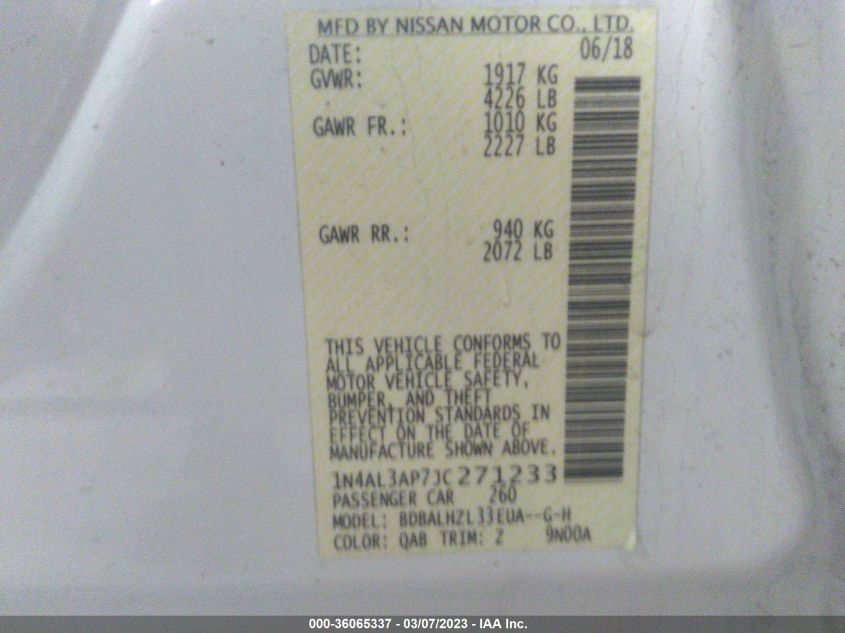 MFD BY NISSAN MOTOR CO., LTD.
DATE: 06/18
GVWR: 1917 KG
4226 LB
GAWR FR.: 1010 KG
2227 LB
GAWR RR.: 940 KG
2072 LB
THIS VEHICLE CONFORMS TO
ALL APPLICABLE FEDERAL
MOTOR VEHICLE SAFETY,
BUMPER, AND THEFT
PREVENTION STANDARDS IN
EFFECT ON THE DATE OF
MANUFACTURE SHOWN ABOVE.
1N4AL3AP7JC271233
PASSENGER CAR 260
MODEL: BDBALHZL33EUA--G-H
COLOR: QAB TRIM: Z 9N00A
000-36065337 - 03/07/2023 - IAA Inc.